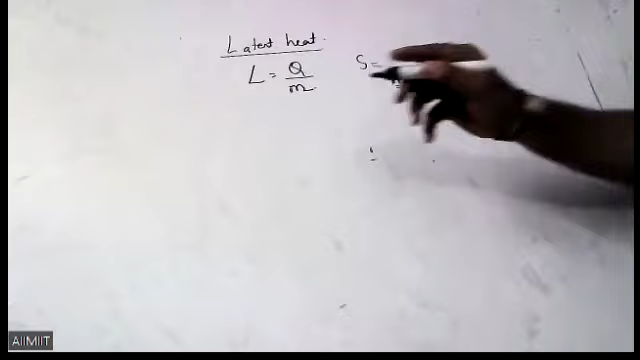 Latent heat.
L = Q/m
S =
AIIMIIT